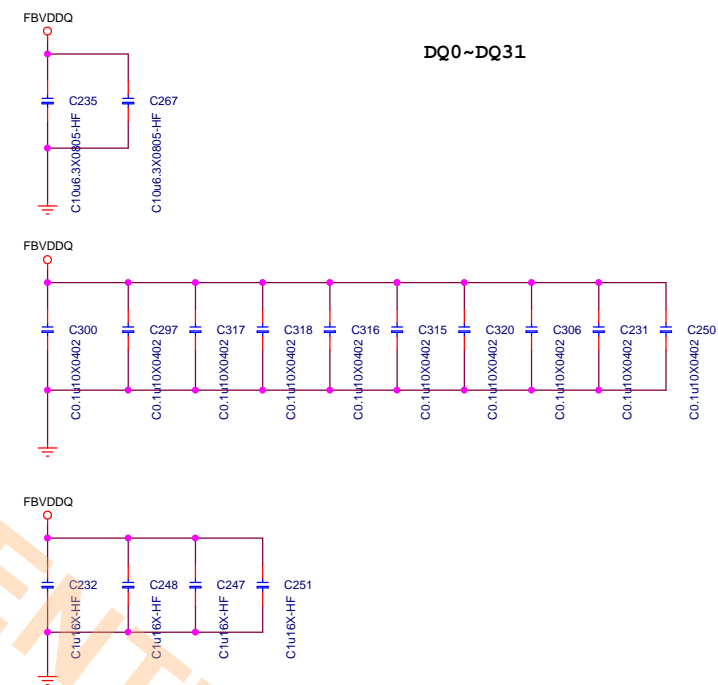 FBVDDQ
DQ0~DQ31
C235
C267
C10u6.3X0805-HF
C10u6.3X0805-HF
FBVDDQ
C300
C297
C317
C318
C316
C315
C320
C306
C231
C250
C0.1u10X0402
C0.1u10X0402
C0.1u10X0402
C0.1u10X0402
C0.1u10X0402
C0.1u10X0402
C0.1u10X0402
C0.1u10X0402
C0.1u10X0402
C0.1u10X0402
FBVDDQ
C232
C248
C247
C251
C1u16X-HF
C1u16X-HF
C1u16X-HF
C1u16X-HF